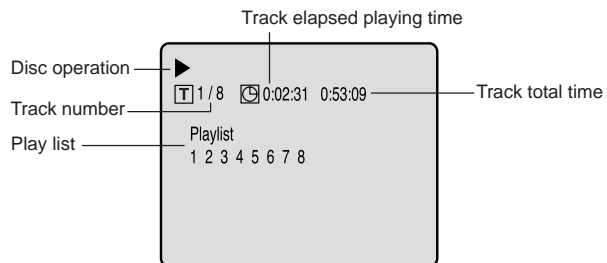 Track elapsed playing time
Disc operation
T 1 / 8 0:02:31 0:53:09
Track total time
Track number
Play list
Playlist
1 2 3 4 5 6 7 8